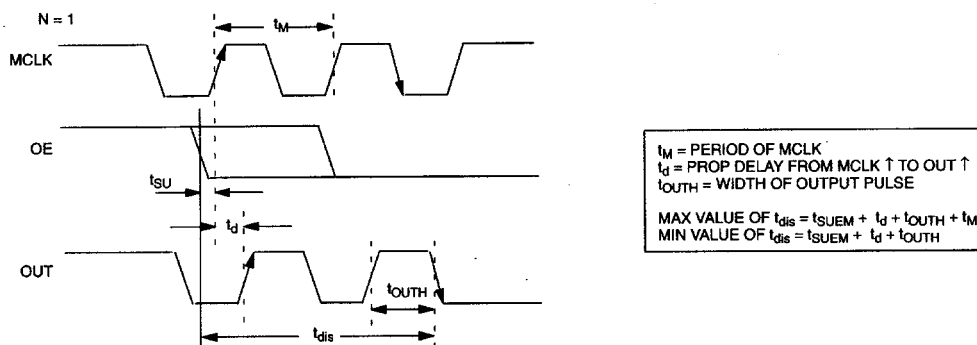 N = 1
tM
MCLK
OE
tSU
td
OUT
tOUTH
tdis
tM = PERIOD OF MCLK
td = PROP DELAY FROM MCLK ↑ TO OUT ↑
tOUTH = WIDTH OF OUTPUT PULSE
MAX VALUE OF tdis = tSUEM + td + tOUTH + tM
MIN VALUE OF tdis = tSUEM + td + tOUTH